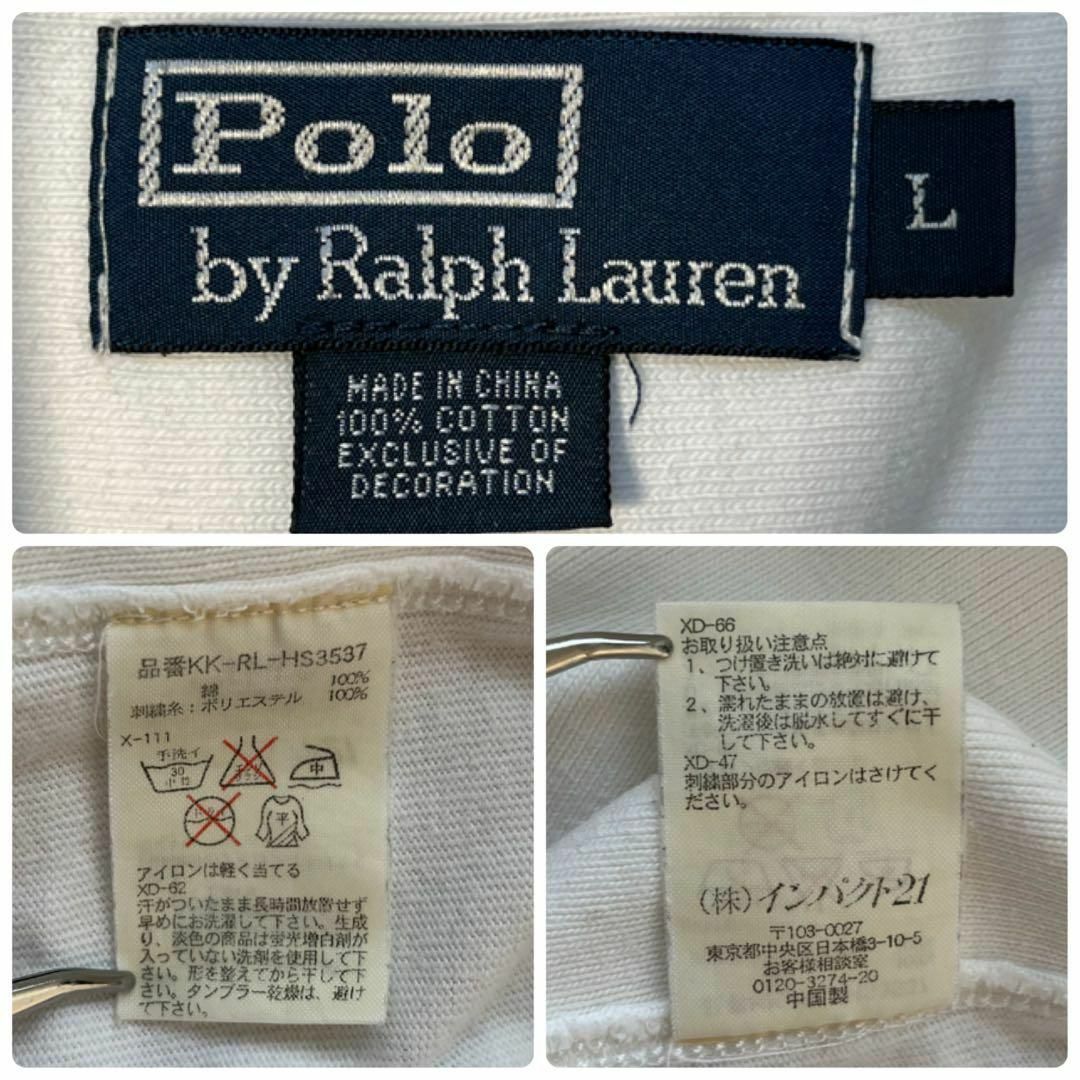 Polo
by Ralph Lauren
L
MADE IN CHINA
100% COTTON
EXCLUSIVE OF
DECORATION
品番KK-RL-HS3537
綿 100%
刺繍糸:ポリエステル 100%
X-111
手洗イ
30
中性
中
平
アイロンは軽く当てる
XD-62
汗がついたまま長時間放置せず
早めにお洗濯して下さい。生成
り、淡色の商品は蛍光増白剤が
入っていない洗剤を使用して下
さい。形を整えてから干して下
さい。タンブラー乾燥は、避け
て下さい。
XD-66
お取り扱い注意点
1、つけ置き洗いは絶対に避けて
下さい。
2、濡れたままの放置は避け、
洗濯後は脱水してすぐに干
して下さい。
XD-47
刺繍部分のアイロンはさけてく
ださい。
(株)インパクト21
〒103-0027
東京都中央区日本橋3-10-5
お客様相談室
0120-3274-20
中国製